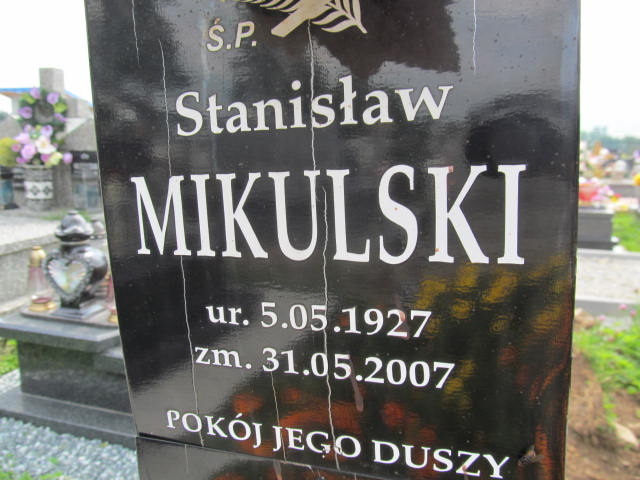 Ś.P.
Stanisław
MIKULSKI
ur. 5.05.1927
zm. 31.05.2007
POKÓJ JEGO DUSZY